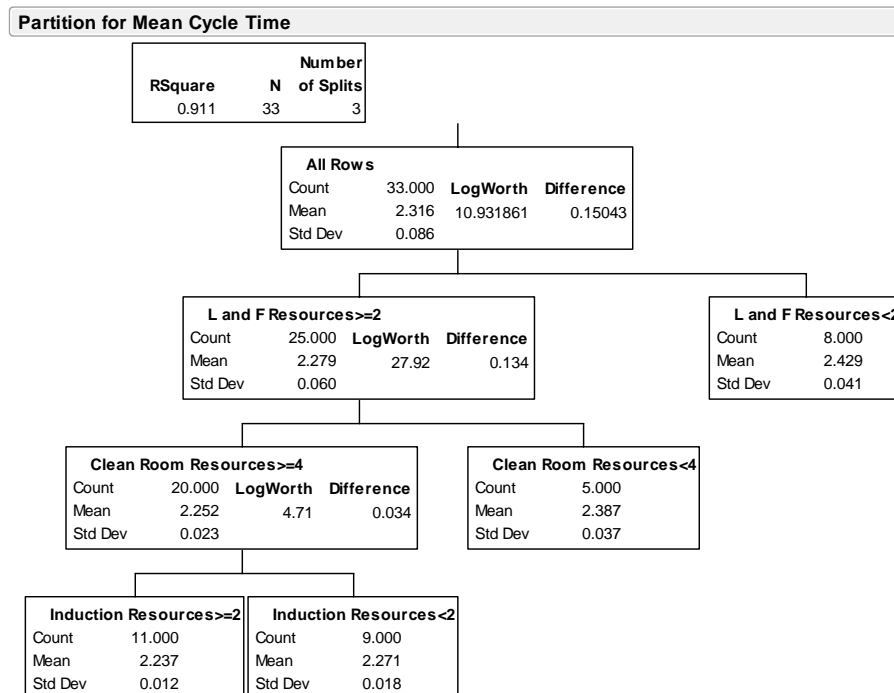 Partition for Mean Cycle Time
Number
RSquare N of Splits
0.911 33 3
All Rows
Count 33.000 LogWorth Difference
Mean 2.316 10.931861 0.15043
Std Dev 0.086
L and F Resources>=2
Count 25.000 LogWorth Difference
Mean 2.279 27.92 0.134
Std Dev 0.060
L and F Resources<2
Count 8.000
Mean 2.429
Std Dev 0.041
Clean Room Resources>=4
Count 20.000 LogWorth Difference
Mean 2.252 4.71 0.034
Std Dev 0.023
Clean Room Resources<4
Count 5.000
Mean 2.387
Std Dev 0.037
Induction Resources>=2
Count 11.000
Mean 2.237
Std Dev 0.012
Induction Resources<2
Count 9.000
Mean 2.271
Std Dev 0.018